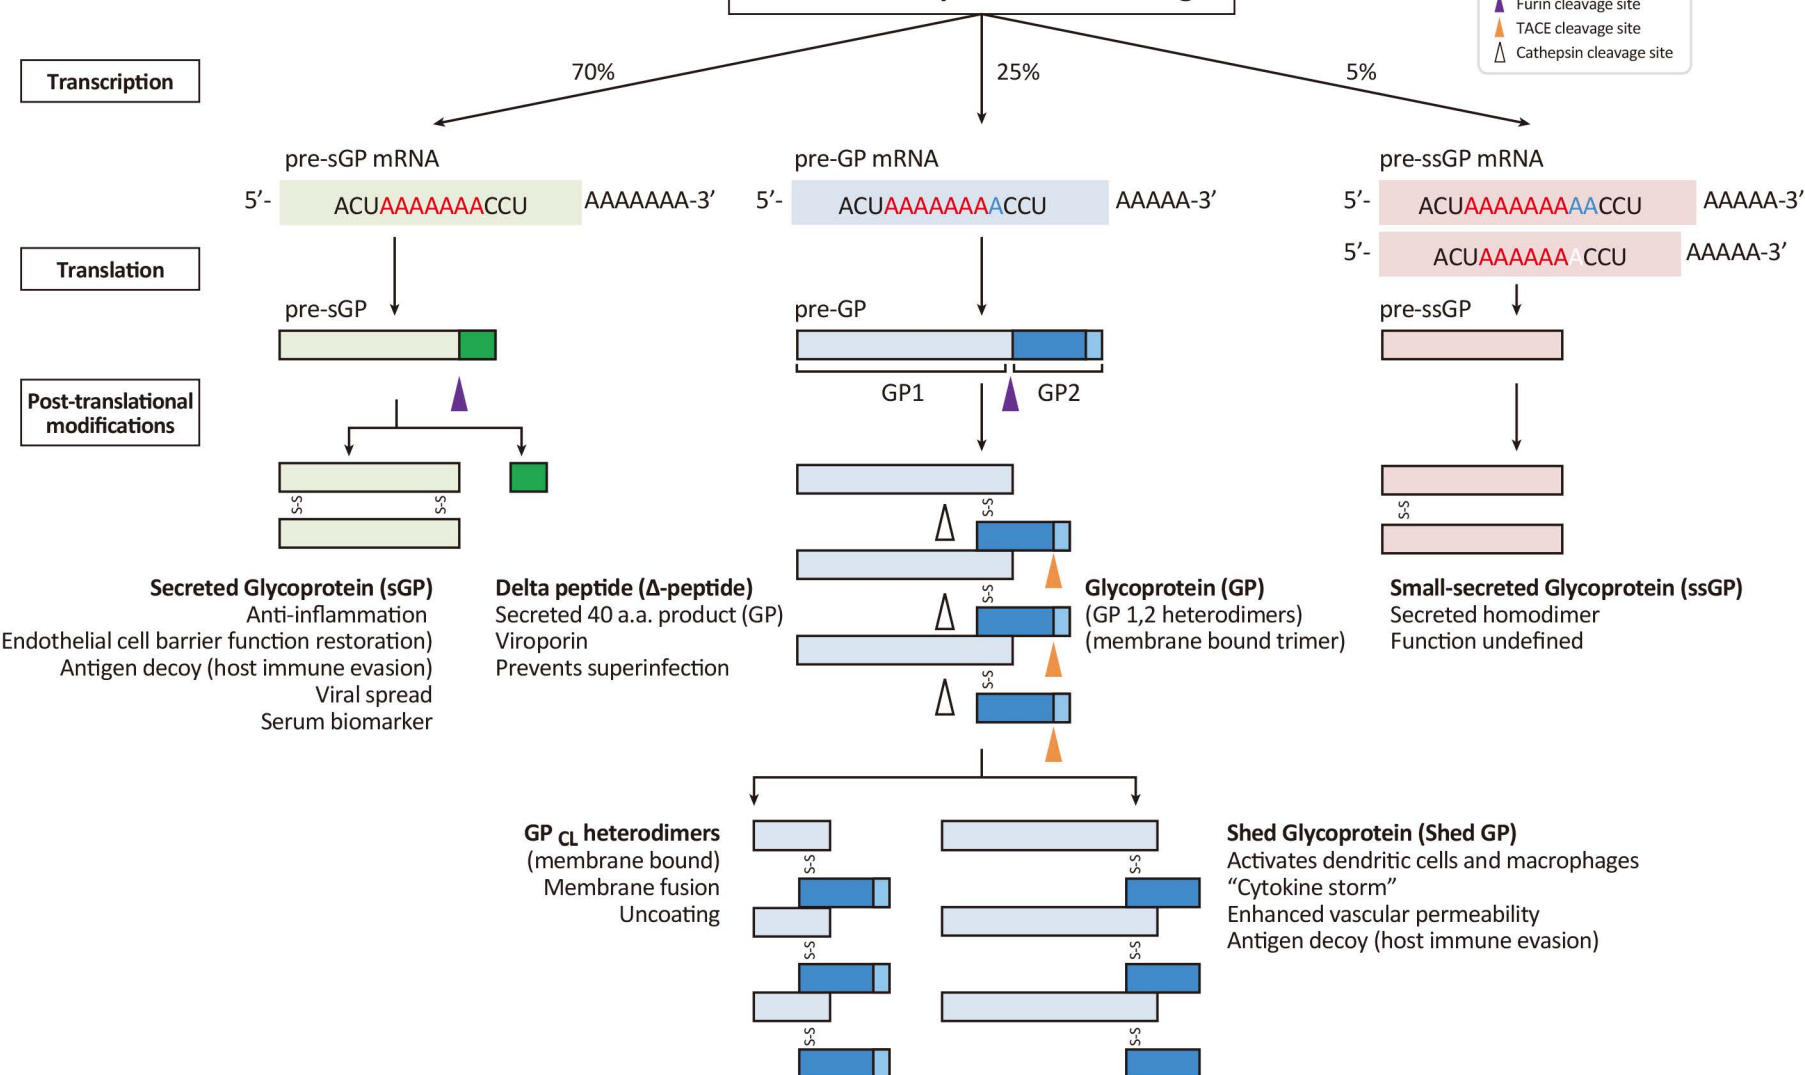 Furin cleavage site
TACE cleavage site
Cathepsin cleavage site
Transcription
70%
25%
5%
pre-sGP mRNA
5’-
ACUAAAAAAACCU
AAAAAAA-3’
pre-GP mRNA
5’-
ACUAAAAAAAACCU
AAAAA-3’
pre-ssGP mRNA
5’-
ACUAAAAAAAAACCU
AAAAA-3’
5’-
ACUAAAAAAACCU
AAAAA-3’
Translation
pre-sGP
pre-GP
pre-ssGP
GP1
GP2
Post-translational
modifications
S-S
S-S
S-S
S-S
S-S
S-S
Secreted Glycoprotein (sGP)
Anti-inflammation
Endothelial cell barrier function restoration)
Antigen decoy (host immune evasion)
Viral spread
Serum biomarker
Delta peptide (Δ-peptide)
Secreted 40 a.a. product (GP)
Viroporin
Prevents superinfection
Glycoprotein (GP)
(GP 1,2 heterodimers)
(membrane bound trimer)
Small-secreted Glycoprotein (ssGP)
Secreted homodimer
Function undefined
GP CL heterodimers
(membrane bound)
Membrane fusion
Uncoating
S-S
S-S
S-S
S-S
S-S
S-S
Shed Glycoprotein (Shed GP)
Activates dendritic cells and macrophages
“Cytokine storm”
Enhanced vascular permeability
Antigen decoy (host immune evasion)